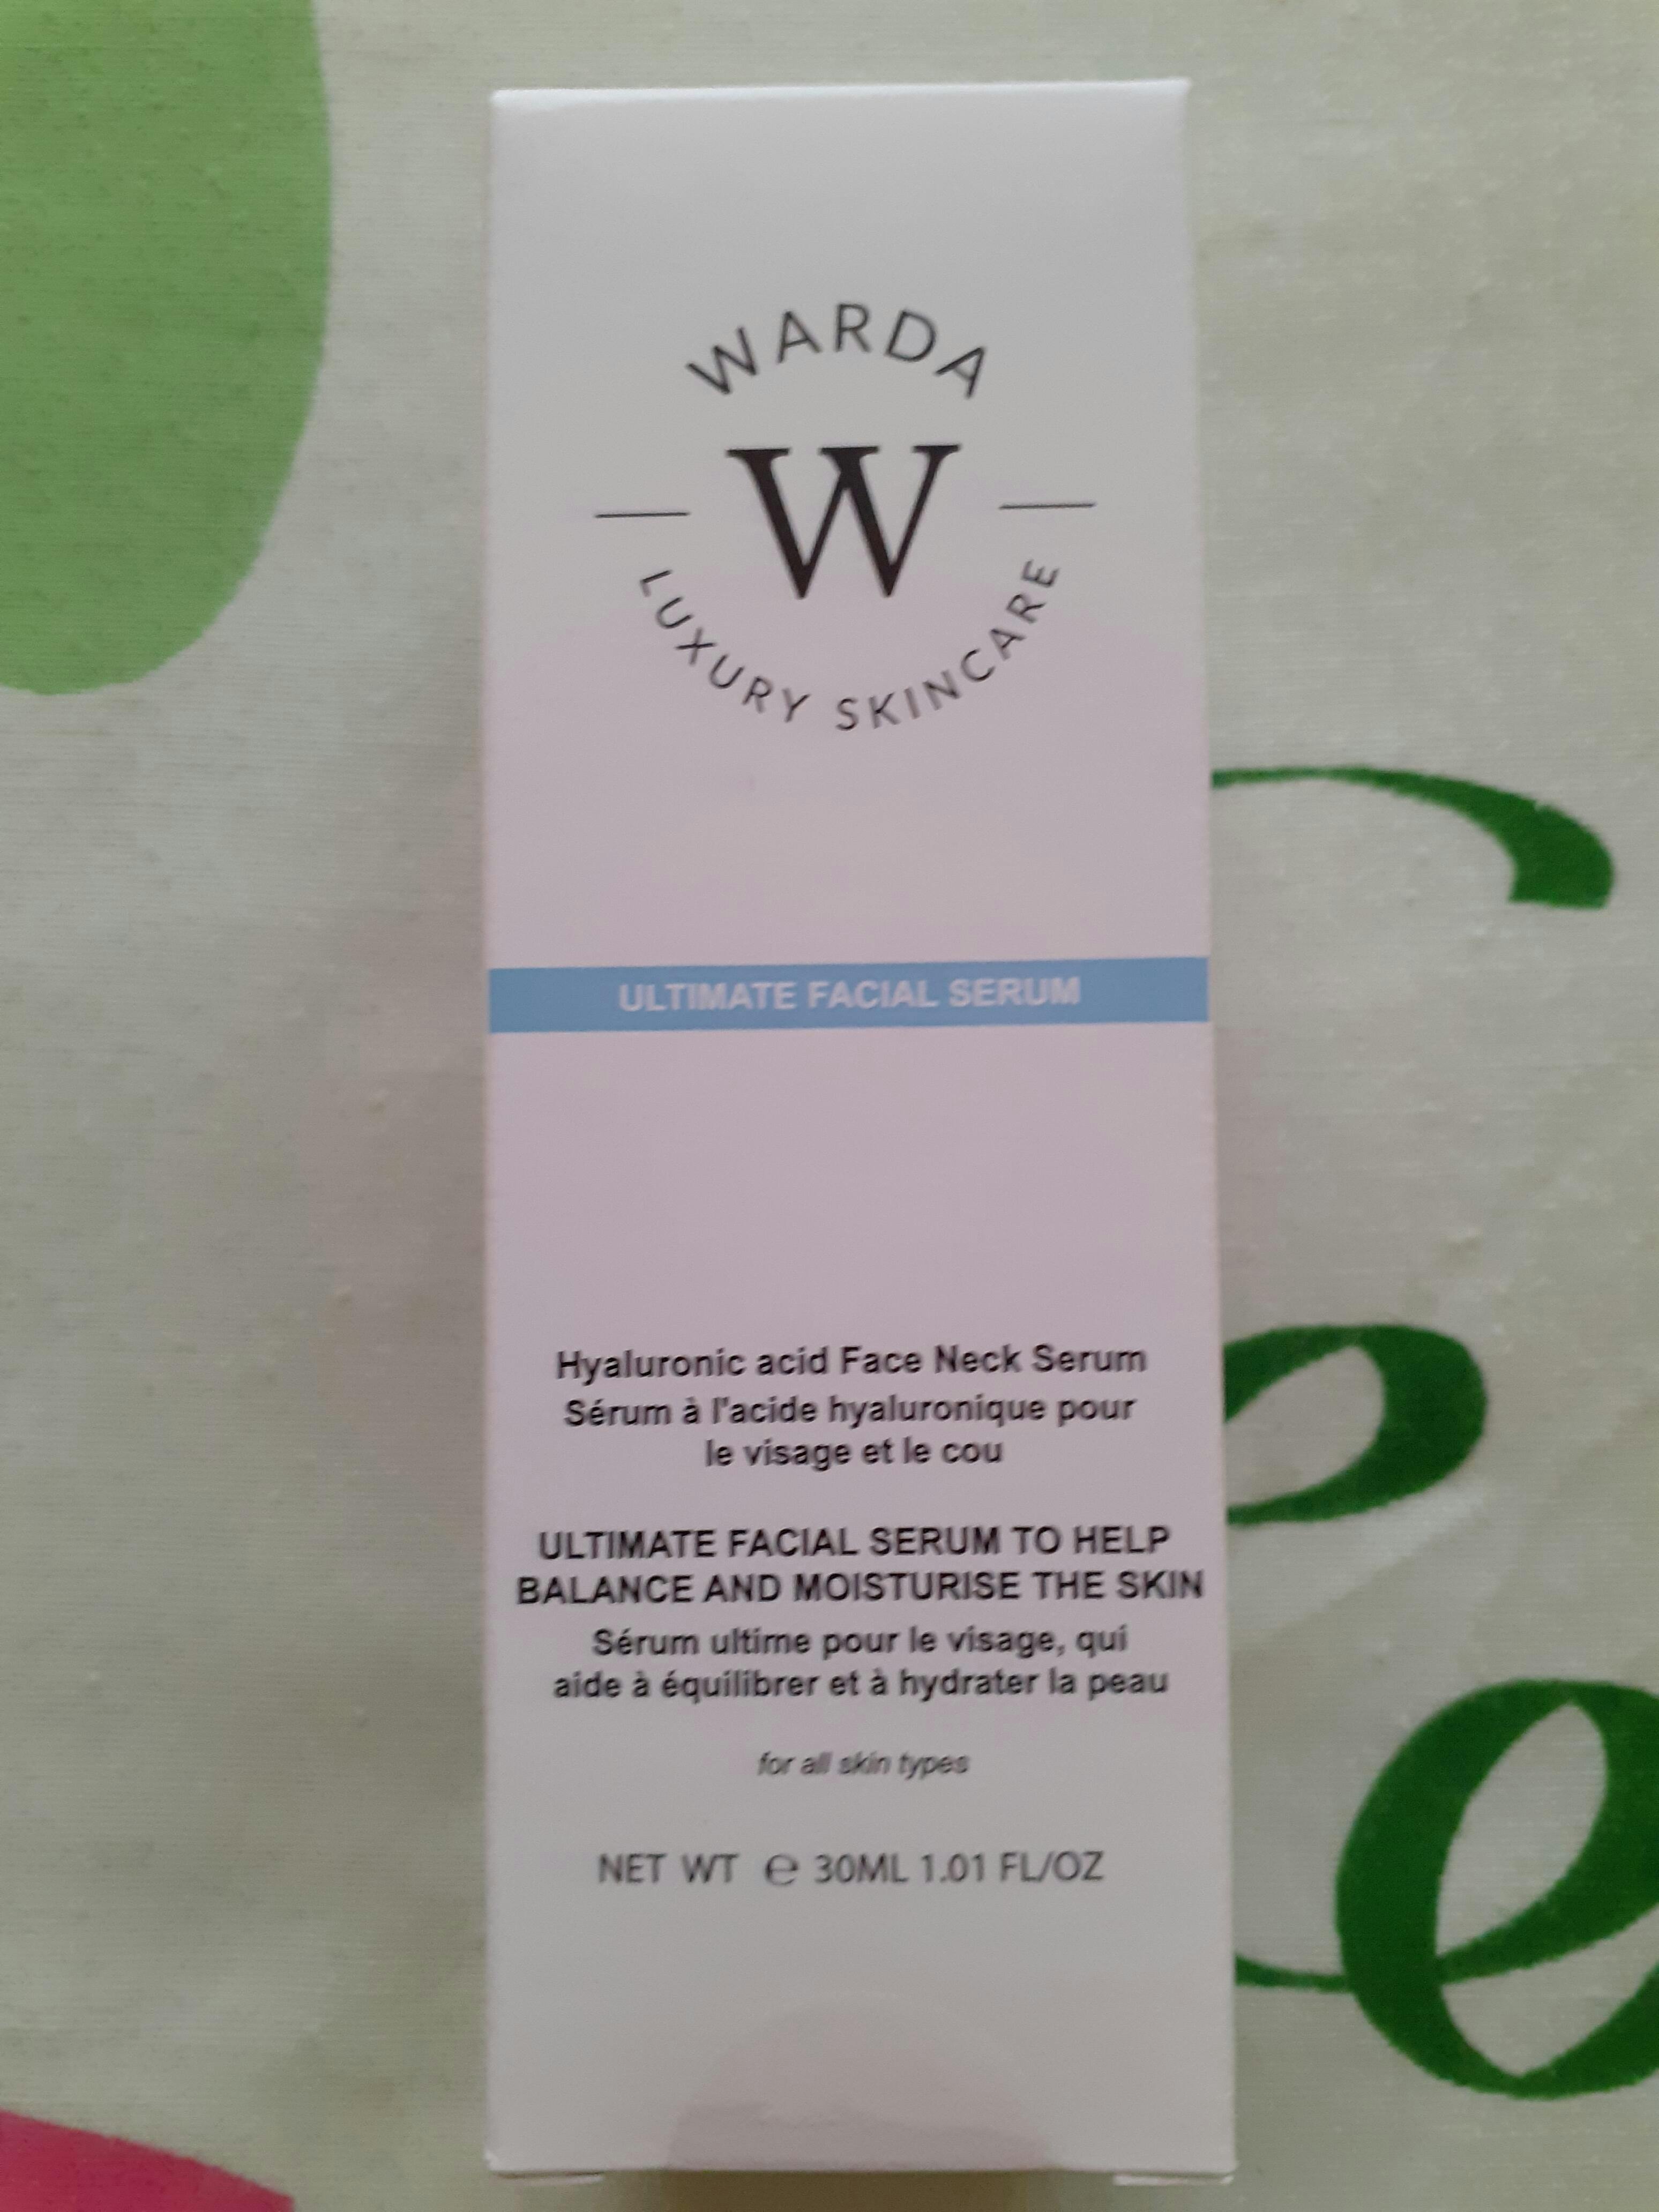 WARDA
W
LUXURY SKINCARE
ULTIMATE FACIAL SERUM
Hyaluronic acid Face Neck Serum
Sérum à l'acide hyaluronique pour
le visage et le cou
ULTIMATE FACIAL SERUM TO HELP
BALANCE AND MOISTURISE THE SKIN
Sérum ultime pour le visage, qui
aide à équilibrer et à hydrater la peau
for all skin types
NET WT ℮ 30ML 1.01 FL/OZ